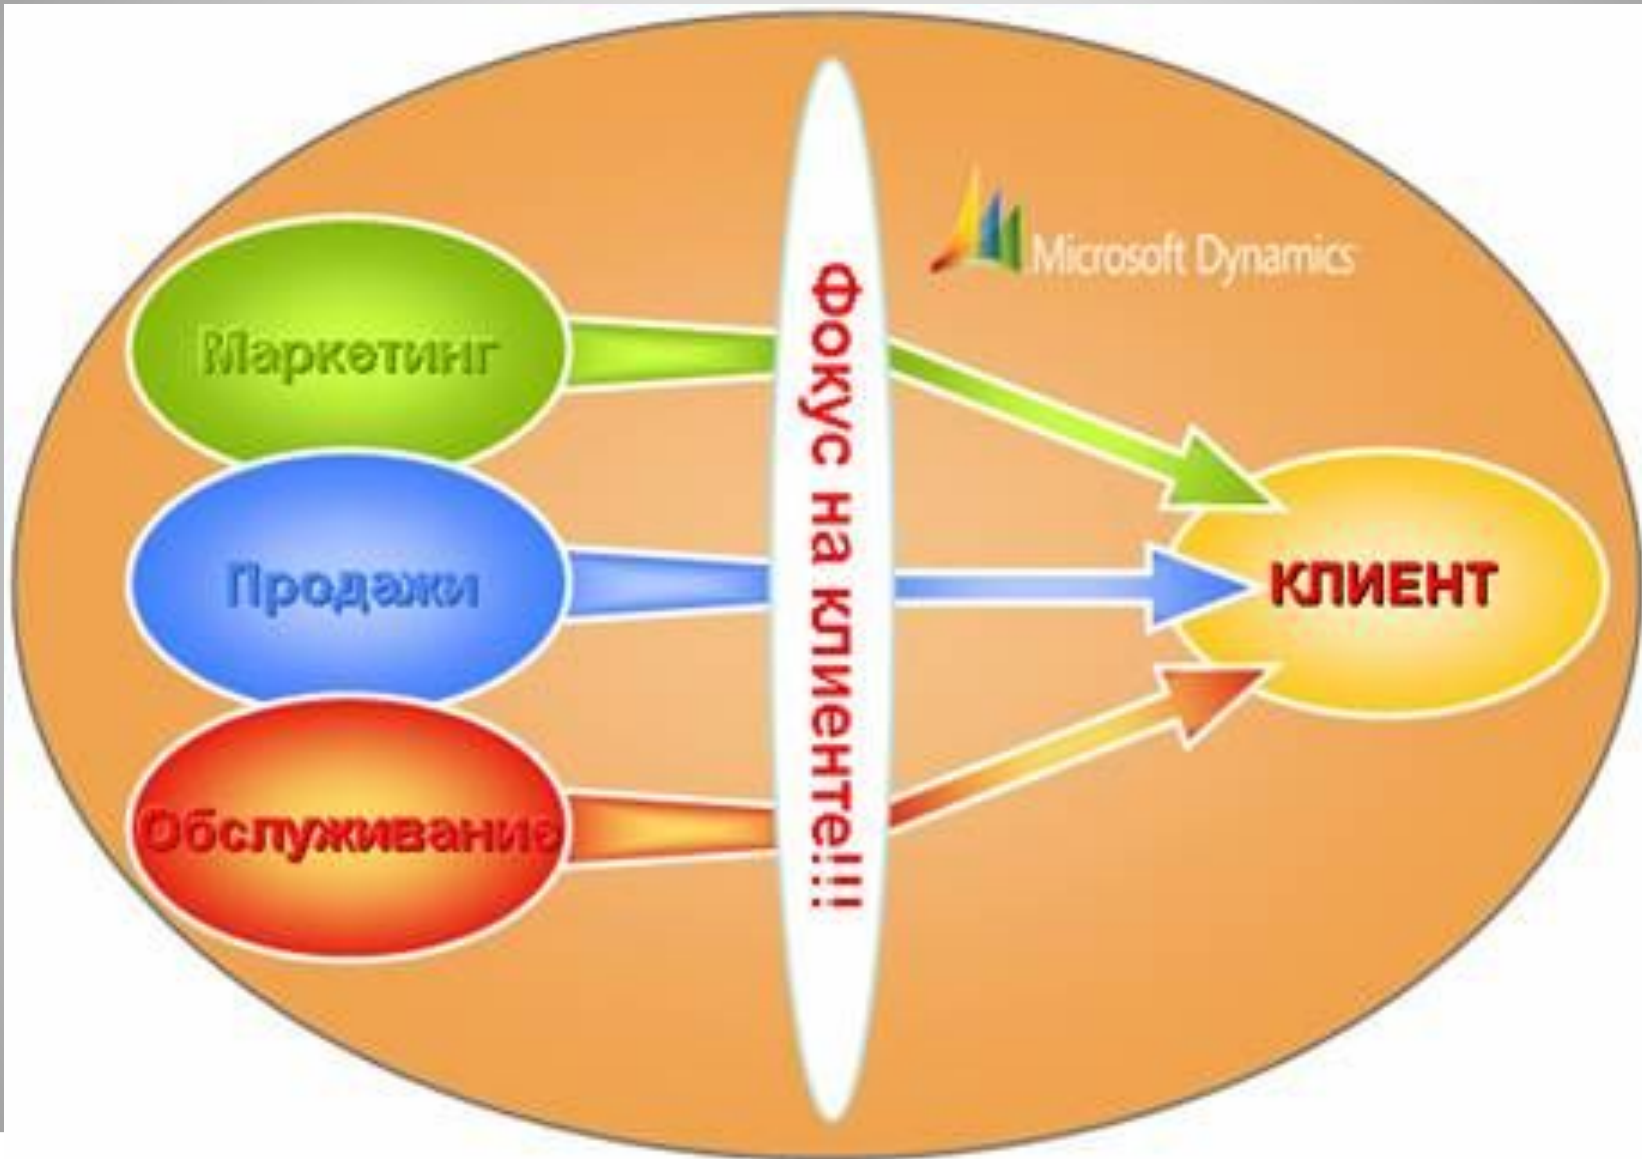 Microsoft Dynamics
Маркетинг
Продажи
Обслуживание
Фокус на клиенте!!!
КЛИЕНТ